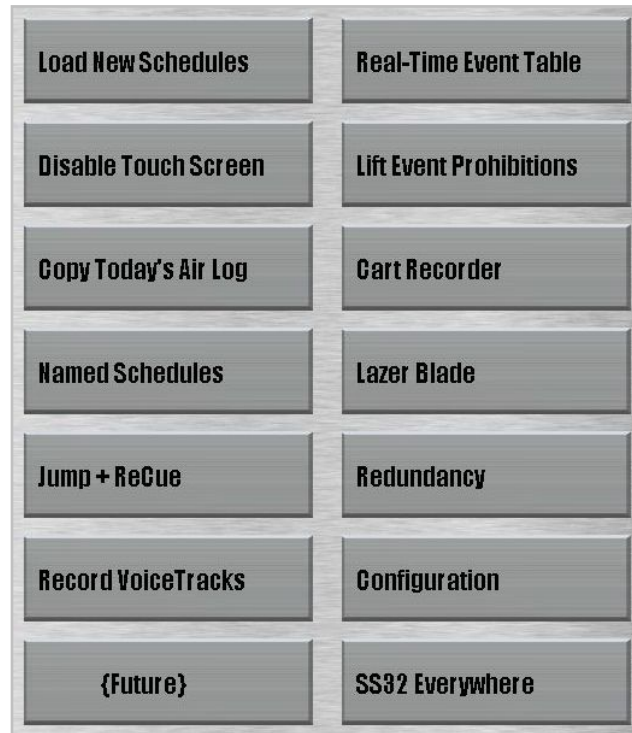 Load New Schedules
Real-Time Event Table
Disable Touch Screen
Lift Event Prohibitions
Copy Today's Air Log
Cart Recorder
Named Schedules
Lazer Blade
Jump + ReCue
Redundancy
Record VoiceTracks
Configuration
{Future}
SS32 Everywhere